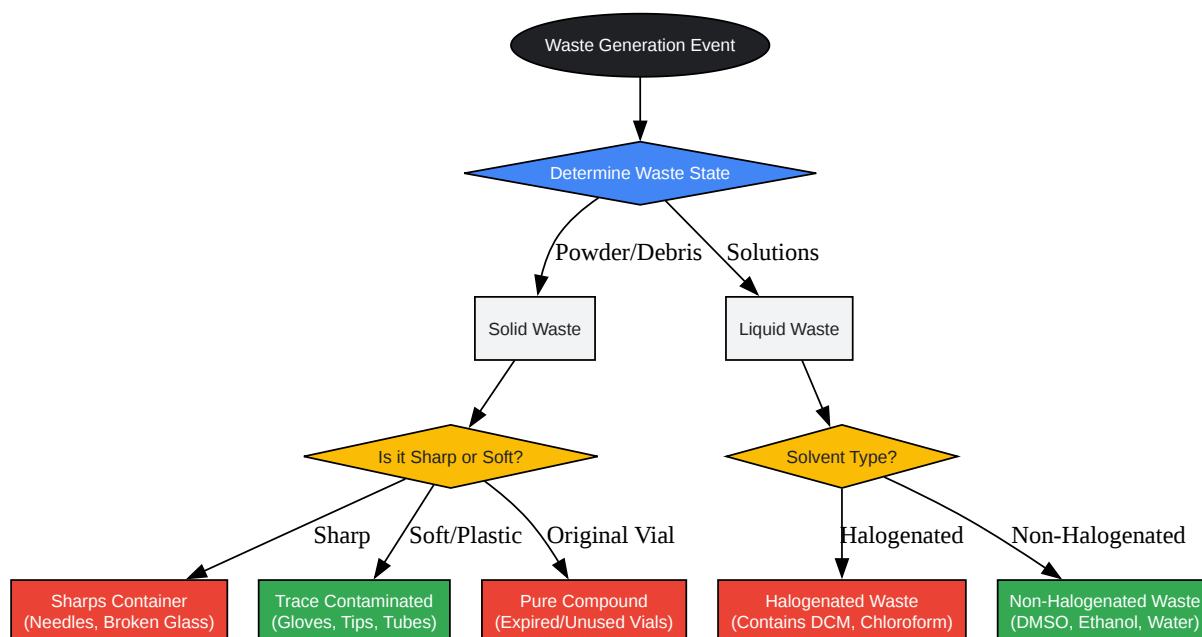 Waste Generation Event
Determine Waste State
Powder/Debris
Solutions
Solid Waste
Liquid Waste
Is it Sharp or Soft?
Solvent Type?
Sharp
Soft/Plastic
Original Vial
Halogenated
Non-Halogenated
Sharps Container
(Needles, Broken Glass)
Trace Contaminated
(Gloves, Tips, Tubes)
Pure Compound
(Expired/Unused Vials)
Halogenated Waste
(Contains DCM, Chloroform)
Non-Halogenated Waste
(DMSO, Ethanol, Water)